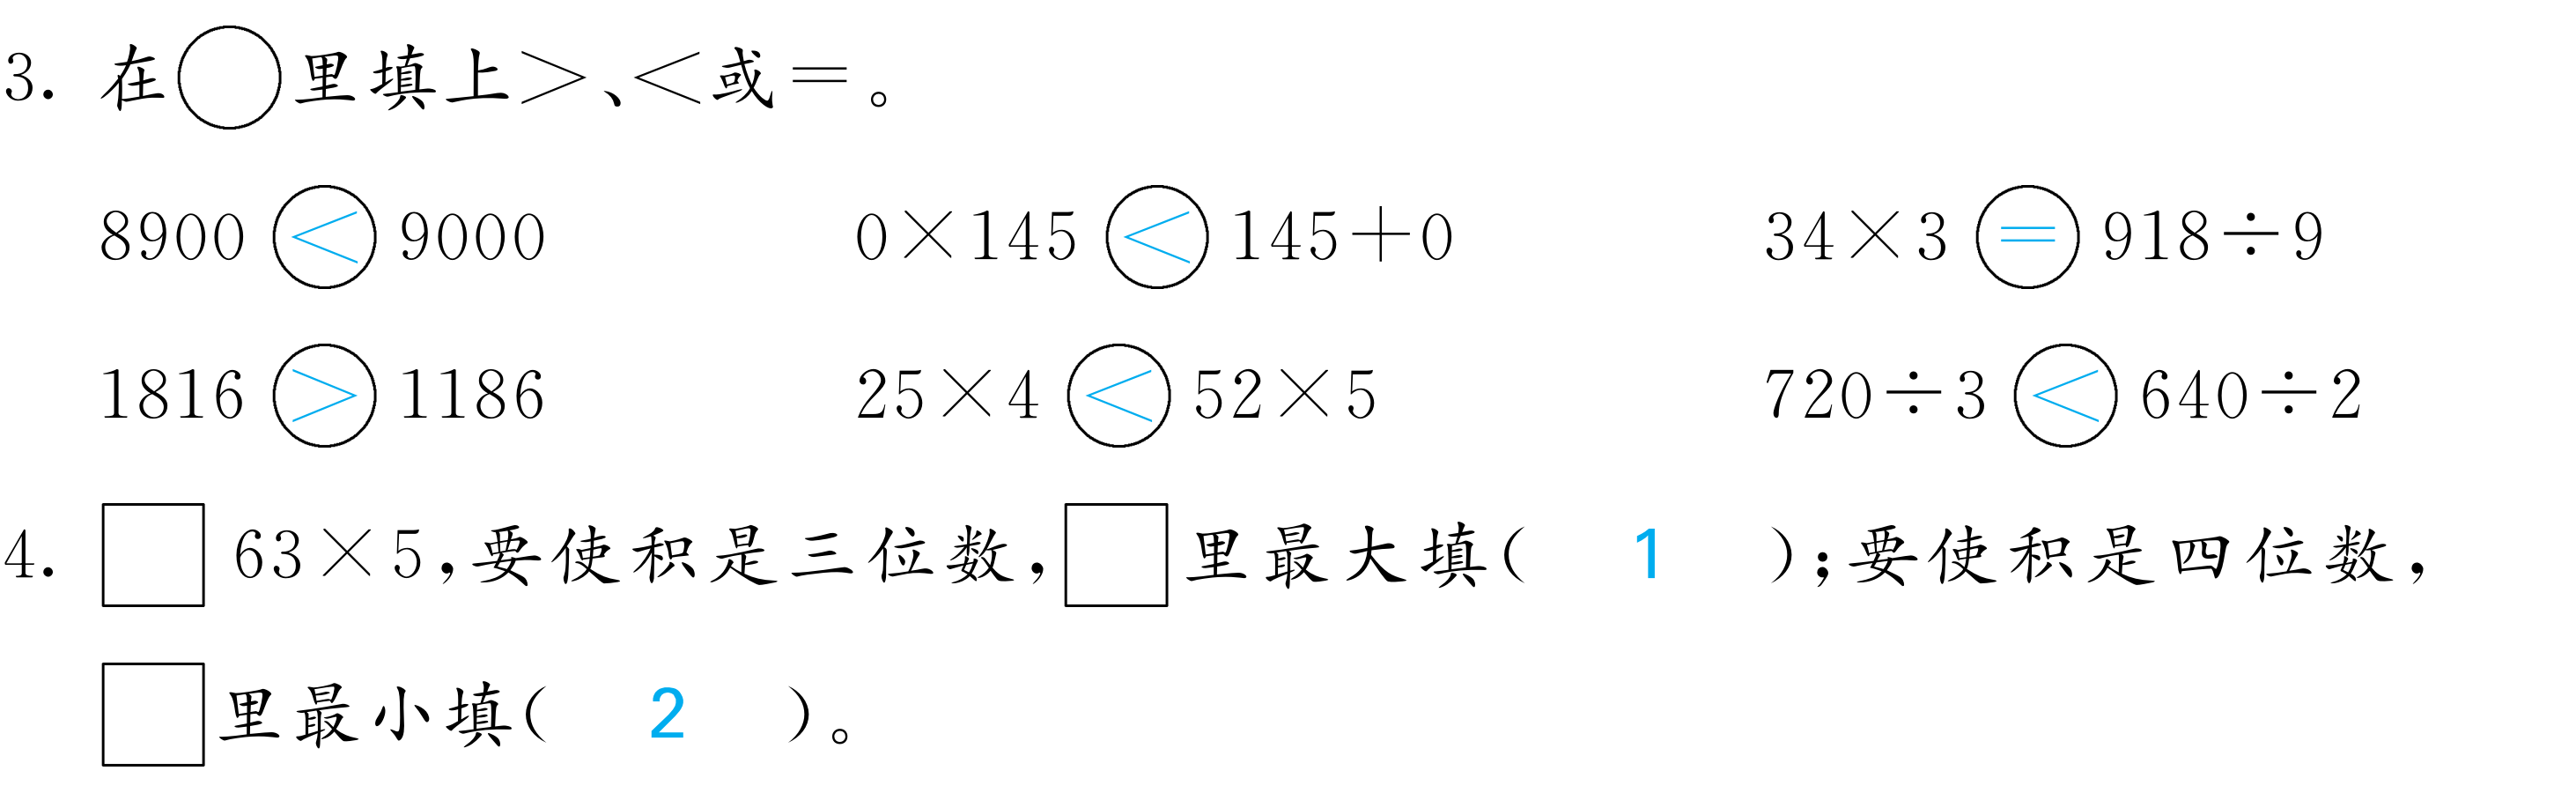 3. 在○里填上＞、＜或＝。
8900 < 9000 0×145 < 145+0 34×3 = 918÷9
1816 > 1186 25×4 < 52×5 720÷3 < 640÷2
4. □63×5,要使积是三位数,□里最大填( 1 );要使积是四位数,
□里最小填( 2 )。